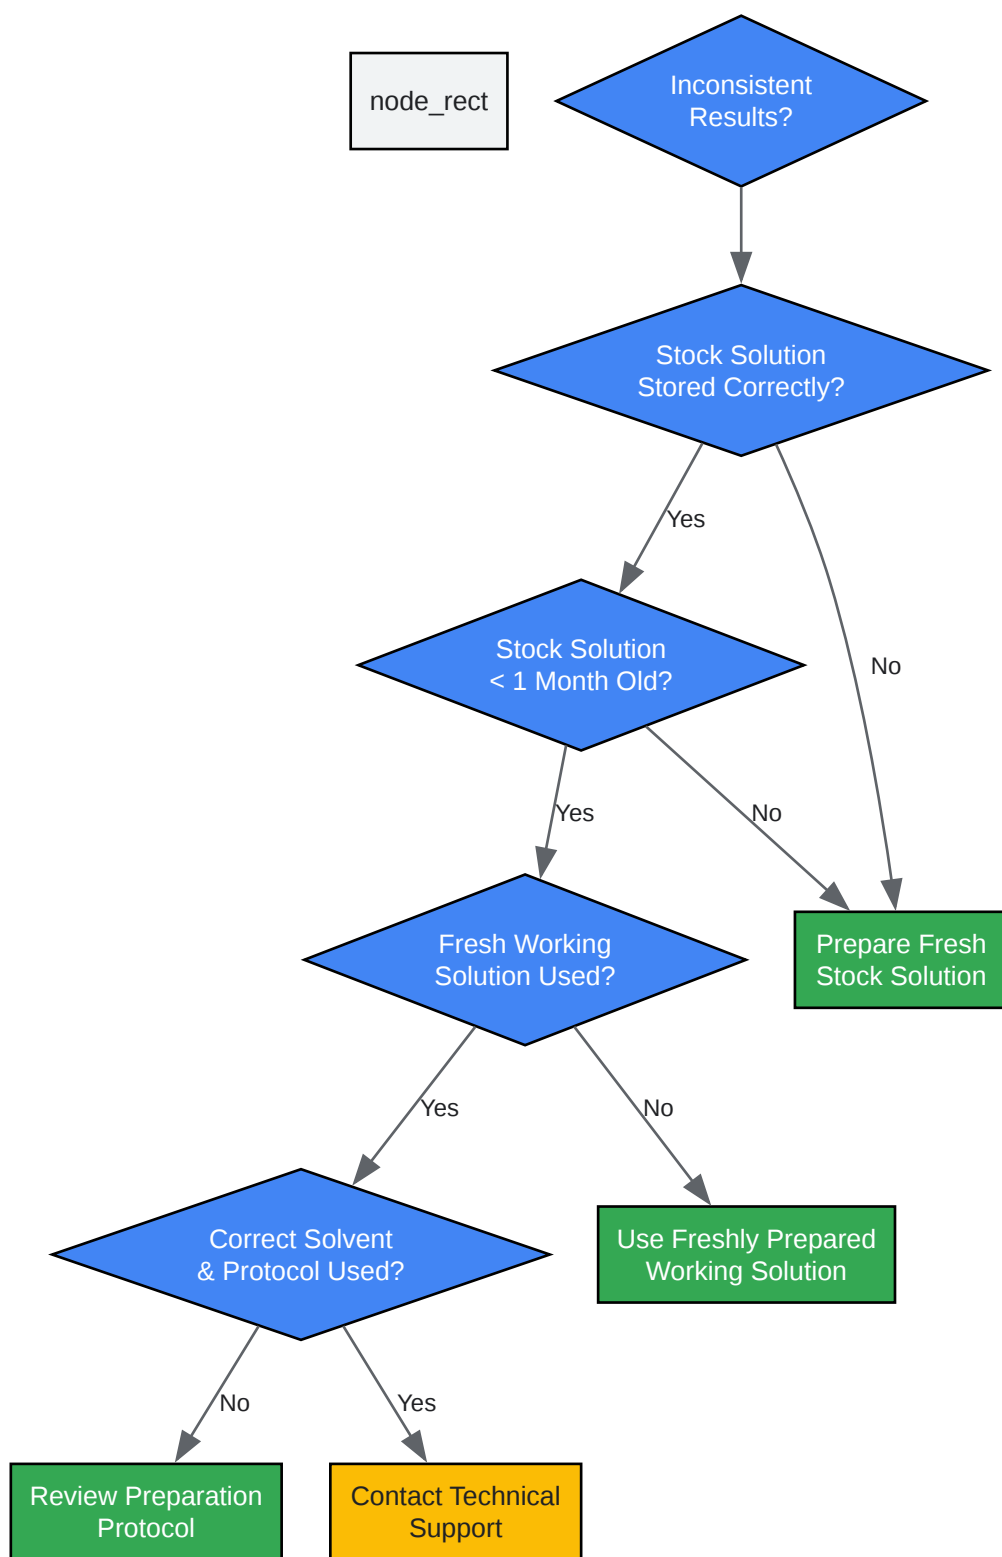 node_rect
Inconsistent
Results?
Stock Solution
Stored Correctly?
Yes
No
Stock Solution
< 1 Month Old?
Yes
No
Fresh Working
Solution Used?
Prepare Fresh
Stock Solution
Yes
No
Correct Solvent
& Protocol Used?
Use Freshly Prepared
Working Solution
No
Yes
Review Preparation
Protocol
Contact Technical
Support